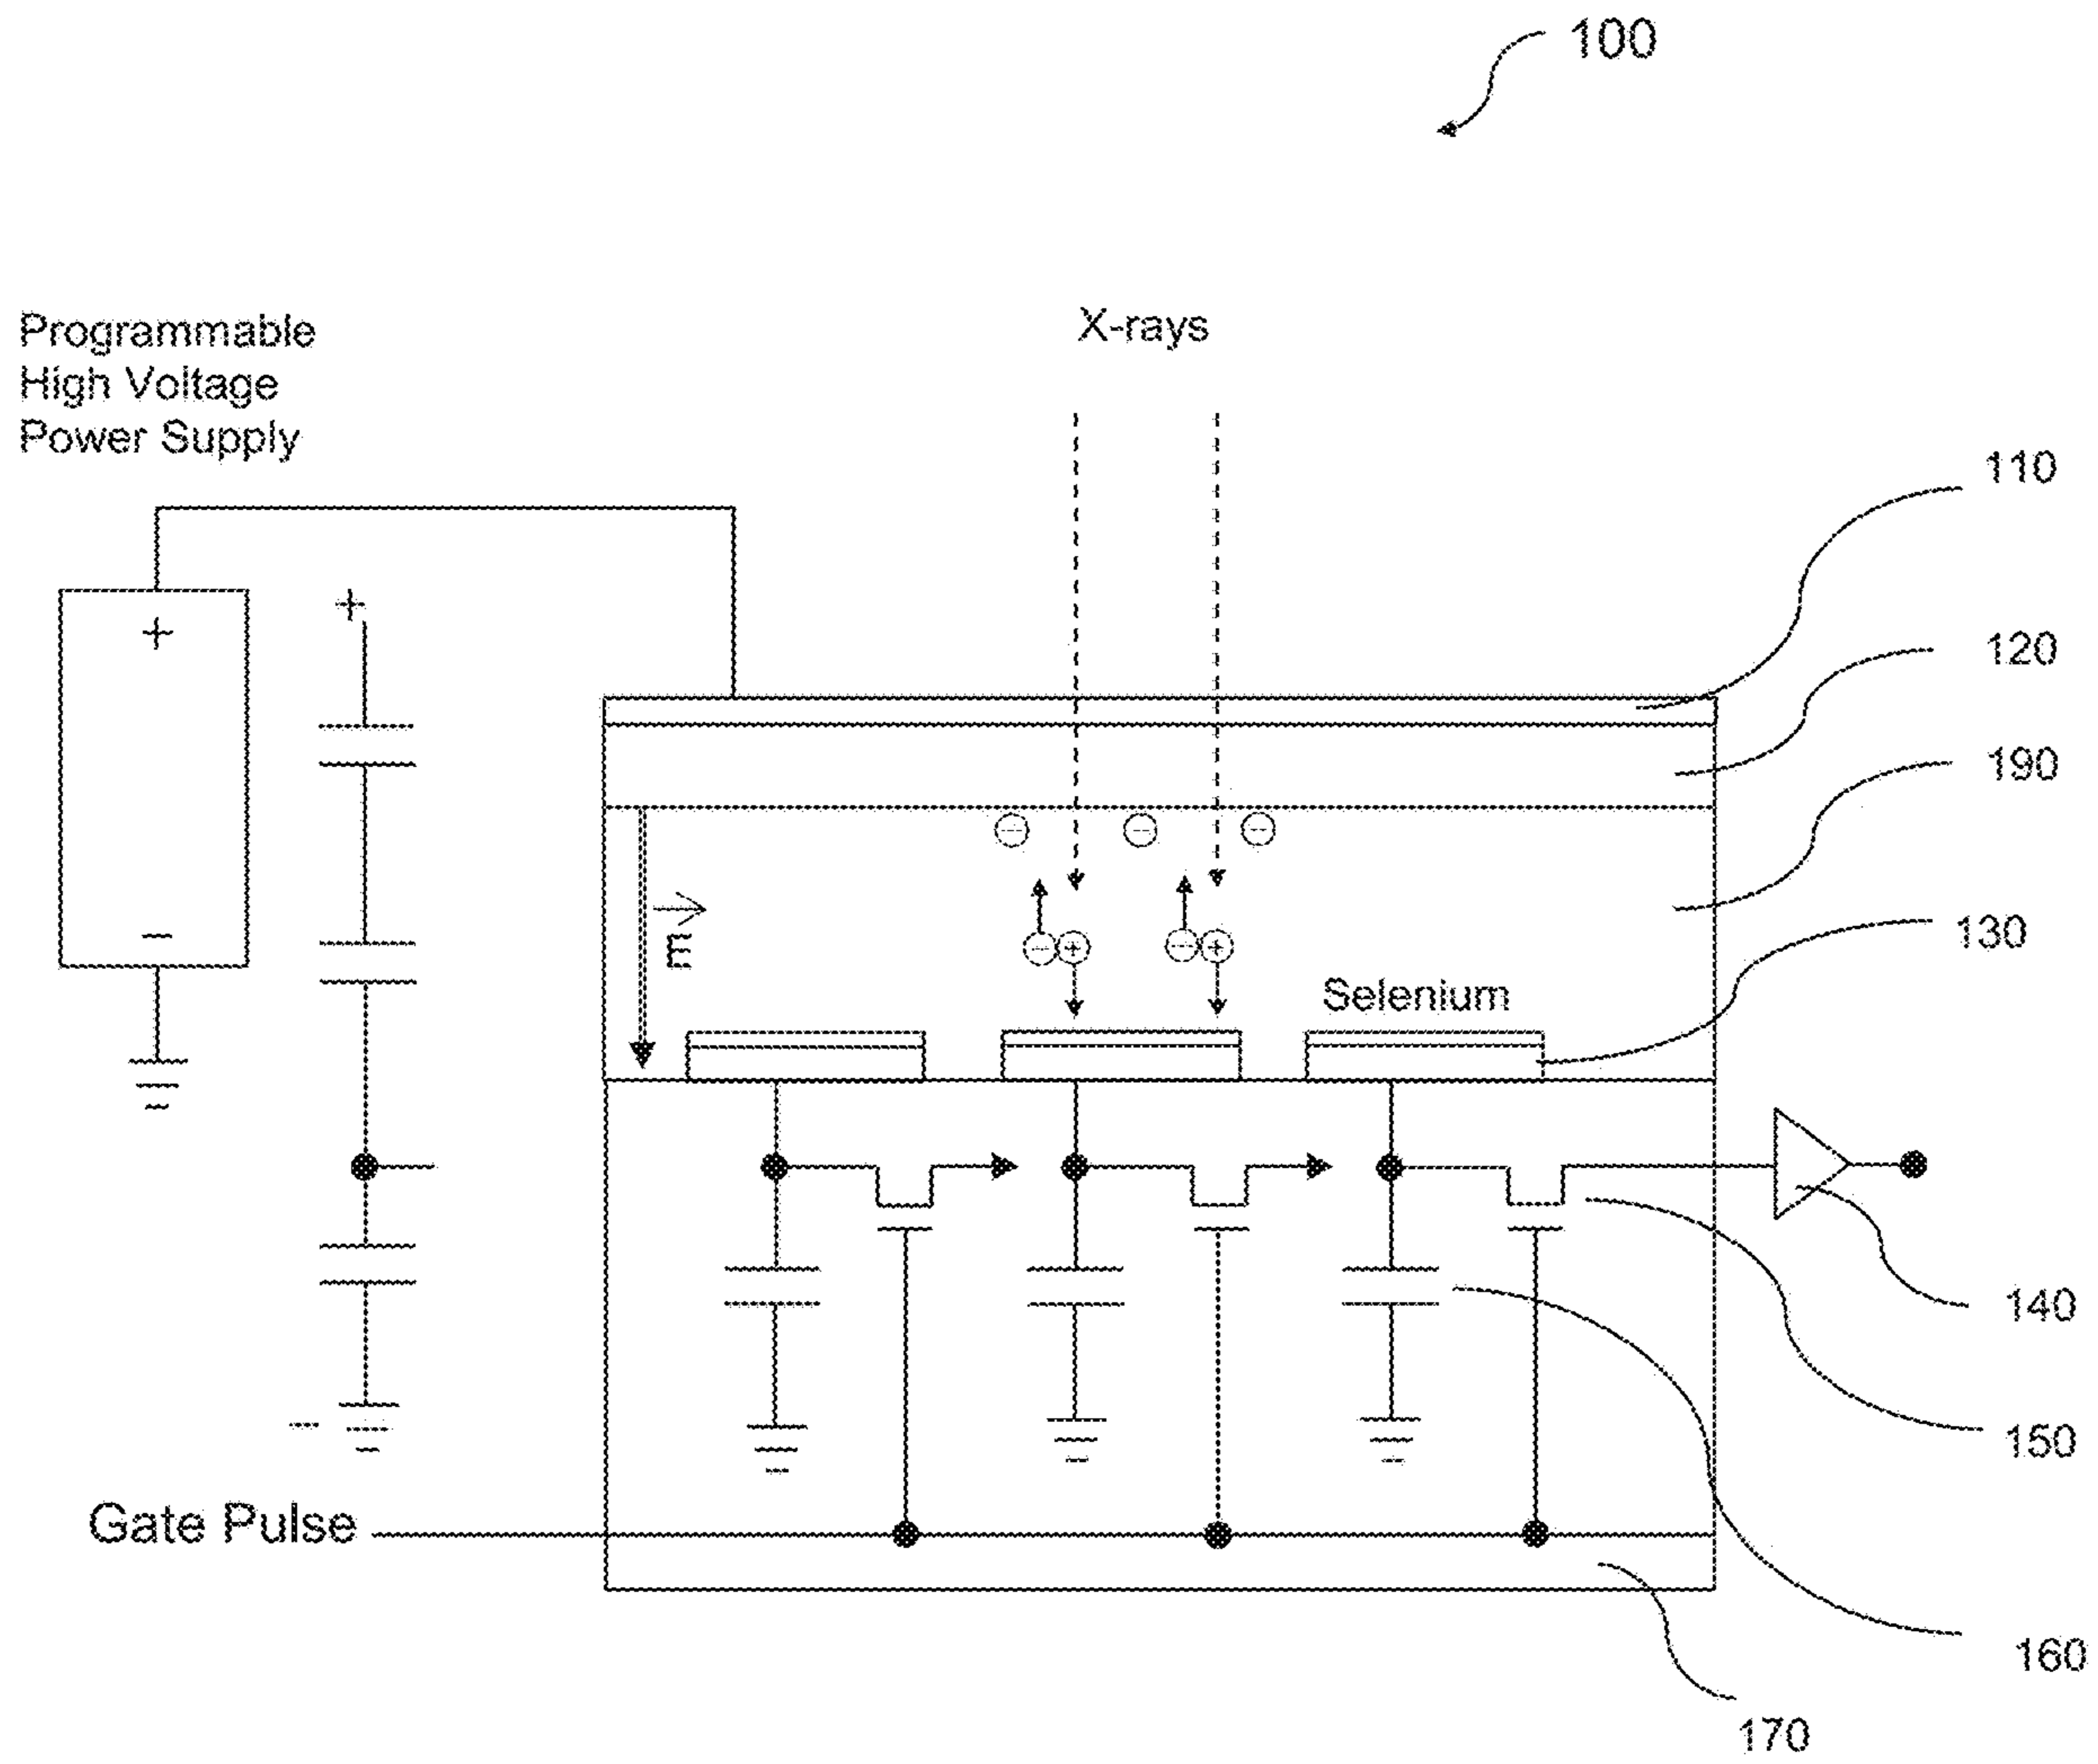 100
Programmable
High Voltage
Power Supply
X-rays
110
120
190
130
+
+
−
E
Selenium
140
150
−
Gate Pulse
160
170